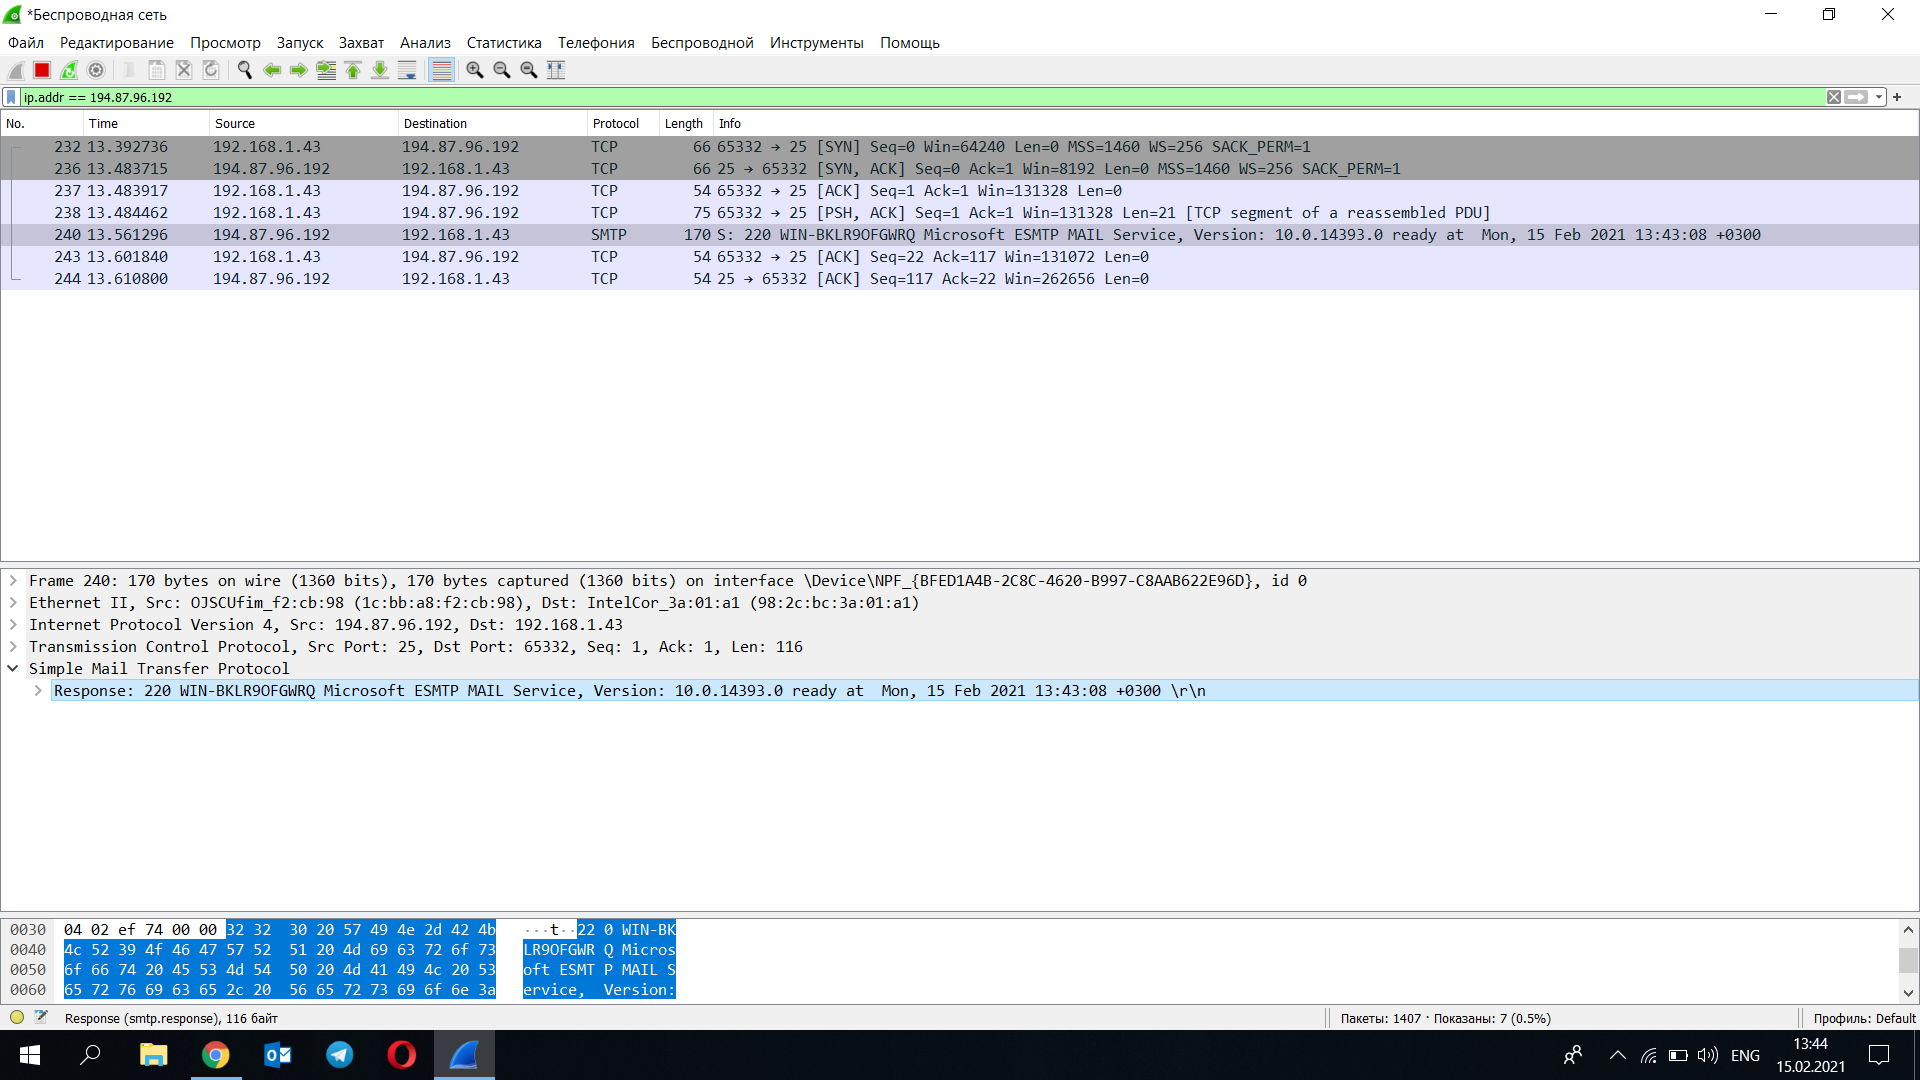 *Беспроводная сеть
Файл Редактирование Просмотр Запуск Захват Анализ Статистика Телефония Беспроводной Инструменты Помощь
ip.addr == 194.87.96.192
No. Time Source Destination Protocol Length Info
232 13.392736 192.168.1.43 194.87.96.192 TCP 66 65332 → 25 [SYN] Seq=0 Win=64240 Len=0 MSS=1460 WS=256 SACK_PERM=1
236 13.483715 194.87.96.192 192.168.1.43 TCP 66 25 → 65332 [SYN, ACK] Seq=0 Ack=1 Win=8192 Len=0 MSS=1460 WS=256 SACK_PERM=1
237 13.483917 192.168.1.43 194.87.96.192 TCP 54 65332 → 25 [ACK] Seq=1 Ack=1 Win=131328 Len=0
238 13.484462 192.168.1.43 194.87.96.192 TCP 75 65332 → 25 [PSH, ACK] Seq=1 Ack=1 Win=131328 Len=21 [TCP segment of a reassembled PDU]
240 13.561296 194.87.96.192 192.168.1.43 SMTP 170 S: 220 WIN-BKLR9OFGWRQ Microsoft ESMTP MAIL Service, Version: 10.0.14393.0 ready at  Mon, 15 Feb 2021 13:43:08 +0300
243 13.601840 192.168.1.43 194.87.96.192 TCP 54 65332 → 25 [ACK] Seq=22 Ack=117 Win=131072 Len=0
244 13.610800 194.87.96.192 192.168.1.43 TCP 54 25 → 65332 [ACK] Seq=117 Ack=22 Win=262656 Len=0
Frame 240: 170 bytes on wire (1360 bits), 170 bytes captured (1360 bits) on interface \Device\NPF_{BFED1A4B-2C8C-4620-B997-C8AAB622E96D}, id 0
Ethernet II, Src: OJSCUfim_f2:cb:98 (1c:bb:a8:f2:cb:98), Dst: IntelCor_3a:01:a1 (98:2c:bc:3a:01:a1)
Internet Protocol Version 4, Src: 194.87.96.192, Dst: 192.168.1.43
Transmission Control Protocol, Src Port: 25, Dst Port: 65332, Seq: 1, Ack: 1, Len: 116
Simple Mail Transfer Protocol
Response: 220 WIN-BKLR9OFGWRQ Microsoft ESMTP MAIL Service, Version: 10.0.14393.0 ready at  Mon, 15 Feb 2021 13:43:08 +0300 \r\n
0030 04 02 ef 74 00 00 32 32 30 20 57 49 4e 2d 42 4b ···t··22 0 WIN-BK
0040 4c 52 39 4f 46 47 57 52 51 20 4d 69 63 72 6f 73 LR9OFGWR Q Micros
0050 6f 66 74 20 45 53 4d 54 50 20 4d 41 49 4c 20 53 oft ESMT P MAIL S
0060 65 72 76 69 63 65 2c 20 56 65 72 73 69 6f 6e 3a ervice,  Version:
Response (smtp.response), 116 байт Пакеты: 1407 · Показаны: 7 (0.5%) Профиль: Default
ENG 13:44
15.02.2021